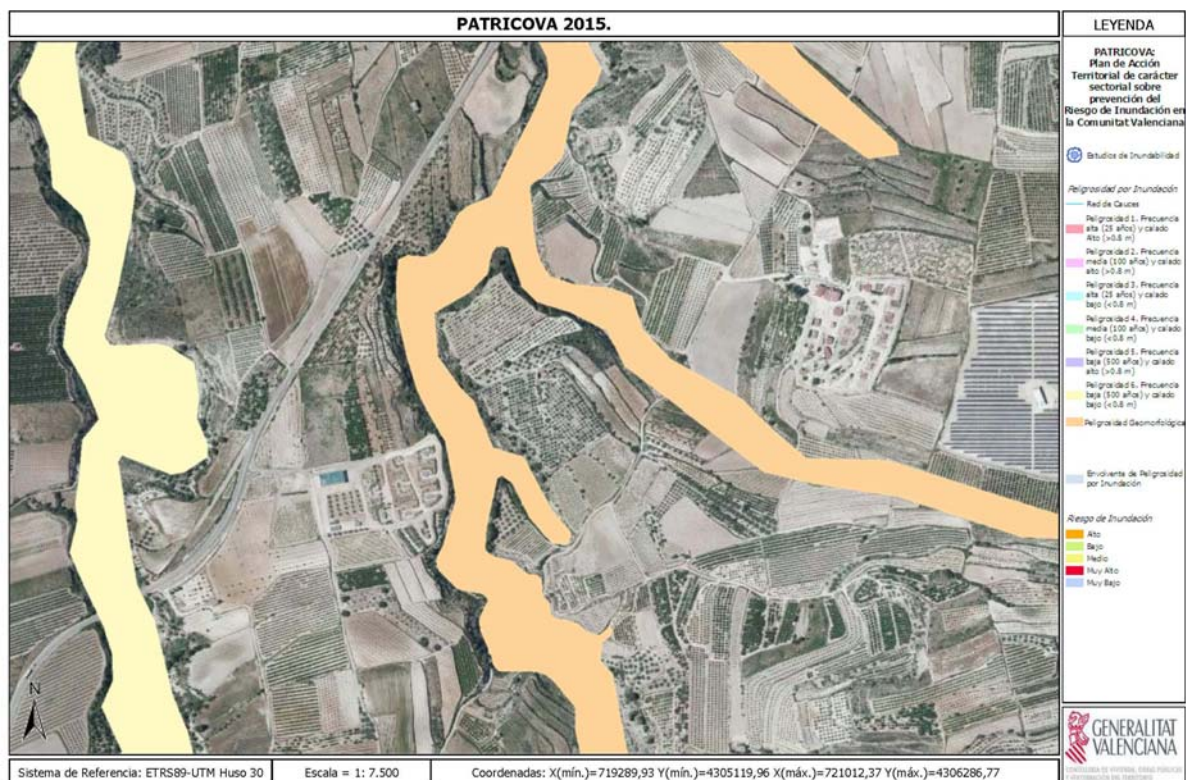 PATRICOVA 2015.
LEYENDA
PATRICOVA:
Plan de Acción
Territorial de carácter
sectorial sobre
prevención del
Riesgo de Inundación en
la Comunitat Valenciana
Estudios de Inundabilidad
Peligrosidad por Inundación
Red de Cauces
Peligrosidad 1. Frecuencia
alta (25 años) y calado
Alto (>0.8 m)
Peligrosidad 2. Frecuencia
media (100 años) y calado
alto (>0.8 m)
Peligrosidad 3. Frecuencia
alta (25 años) y calado
bajo (<0.8 m)
Peligrosidad 4. Frecuencia
media (100 años) y calado
bajo (<0.8 m)
Peligrosidad 5. Frecuencia
baja (500 años) y calado
alto (>0.8 m)
Peligrosidad 6. Frecuencia
baja (500 años) y calado
bajo (<0.8 m)
Peligrosidad Geomorfológica
Envolvente de Peligrosidad
por Inundación
Riesgo de Inundación
Alto
Bajo
Medio
Muy Alto
Muy Bajo
N
GENERALITAT
VALENCIANA
Sistema de Referencia: ETRS89-UTM Huso 30
Escala = 1: 7.500
Coordenadas: X(mín.)=719289,93 Y(mín.)=4305119,96 X(máx.)=721012,37 Y(máx.)=4306286,77